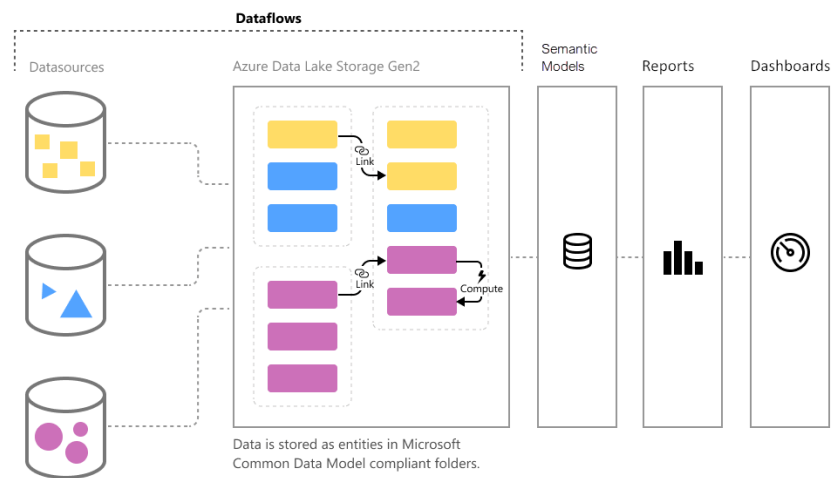 Dataflows
Datasources
Azure Data Lake Storage Gen2
Semantic
Models
Reports
Dashboards
Link
Link
Compute
Data is stored as entities in Microsoft
Common Data Model compliant folders.